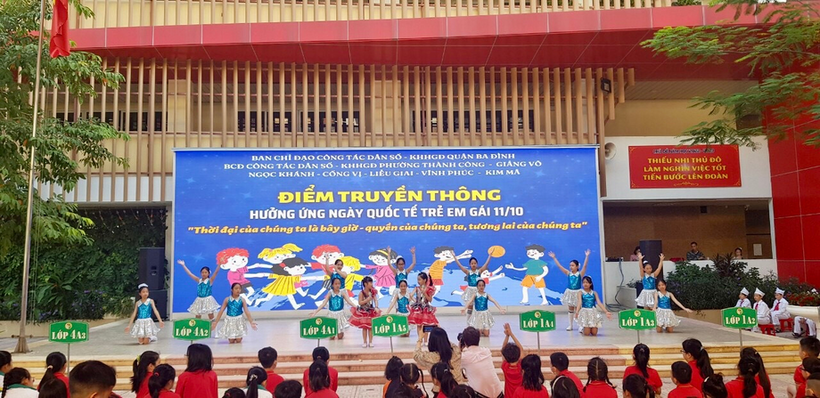 BAN CHỈ ĐẠO CÔNG TÁC DÂN SỐ - KHHGĐ QUẬN BA ĐÌNH
BCĐ CÔNG TÁC DÂN SỐ - KHHGĐ PHƯỜNG THÀNH CÔNG - GIẢNG VÕ
NGỌC KHÁNH - CỐNG VỊ - LIỄU GIAI - VĨNH PHÚC - KIM MÃ
ĐIỂM TRUYỀN THÔNG
HƯỞNG ỨNG NGÀY QUỐC TẾ TRẺ EM GÁI 11/10
"Thời đại của chúng ta là bây giờ - quyền của chúng ta, tương lai của chúng ta"
THIẾU NHI THỦ ĐÔ
LÀM NGHÌN VIỆC TỐT
TIẾN BƯỚC LÊN ĐOÀN
LỚP 4A3
LỚP 4A2
LỚP 4A1
LỚP 1A5
LỚP 1A4
LỚP 1A3
LỚP 1A2